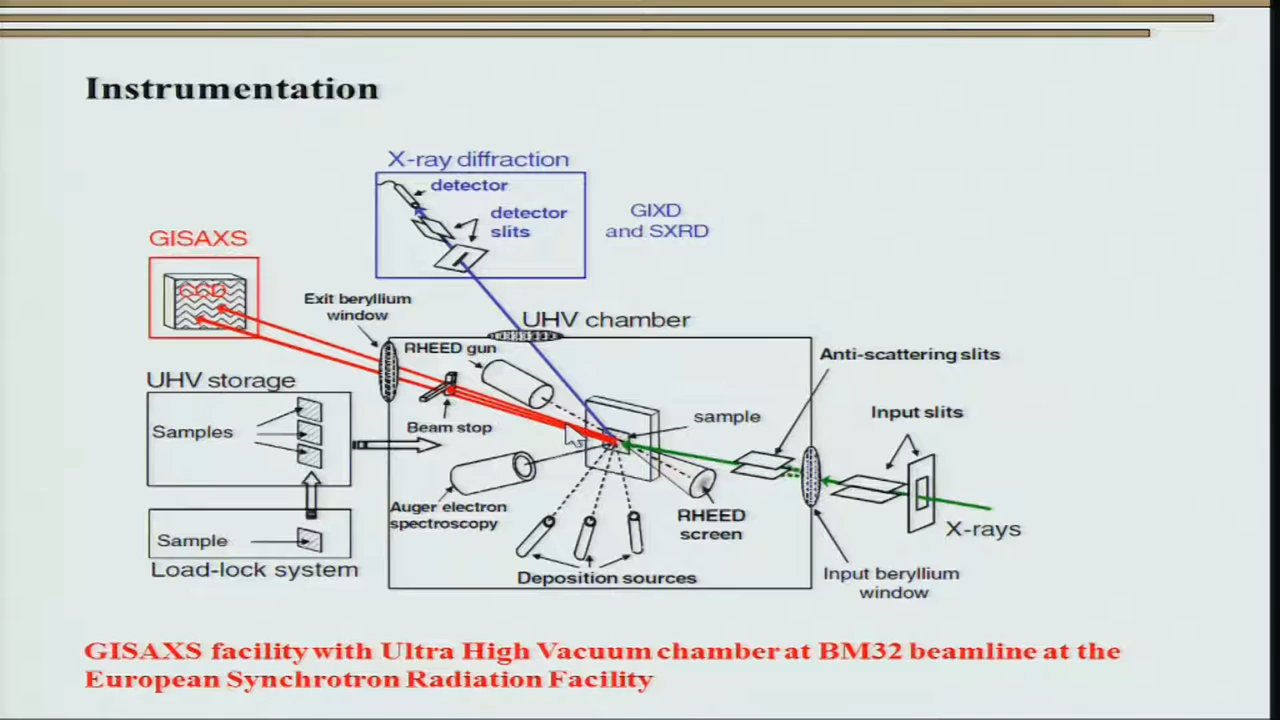 Instrumentation
X-ray diffraction
detector
detector
slits
GIXD
and SXRD
GISAXS
CCD
Exit beryllium
window
UHV chamber
RHEED gun
Anti-scattering slits
UHV storage
Input slits
Samples
Beam stop
sample
Auger electron
spectroscopy
RHEED
screen
X-rays
Sample
Load-lock system
Deposition sources
Input beryllium
window
GISAXS facility with Ultra High Vacuum chamber at BM32 beamline at the
European Synchrotron Radiation Facility